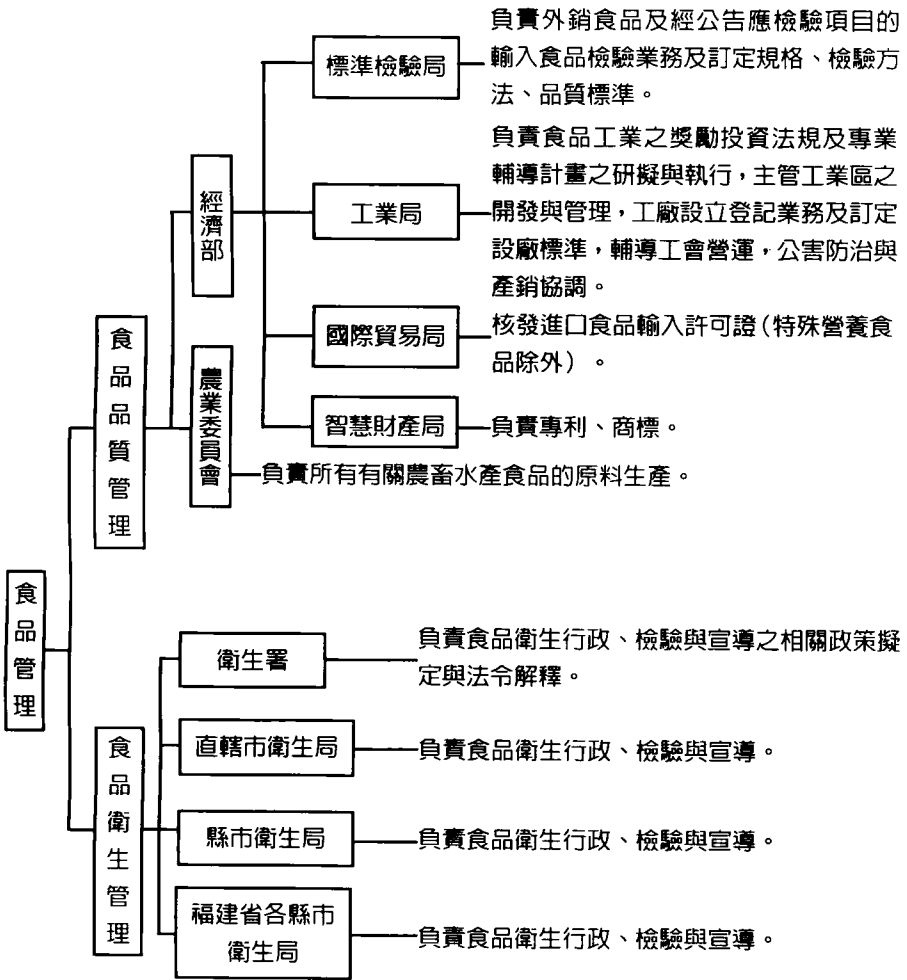 食品管理
食品品質管理
經濟部
標準檢驗局
負責外銷食品及經公告應檢驗項目的
輸入食品檢驗業務及訂定規格、檢驗方
法、品質標準。
工業局
負責食品工業之獎勵投資法規及專業
輔導計畫之研擬與執行，主管工業區之
開發與管理，工廠設立登記業務及訂定
設廠標準，輔導工會營運，公害防治與
產銷協調。
國際貿易局
核發進口食品輸入許可證（特殊營養食
品除外）。
智慧財產局
負責專利、商標。
農業委員會
負責所有有關農畜水產食品的原料生產。
食品衛生管理
衛生署
負責食品衛生行政、檢驗與宣導之相關政策擬
定與法令解釋。
直轄市衛生局
負責食品衛生行政、檢驗與宣導。
縣市衛生局
負責食品衛生行政、檢驗與宣導。
福建省各縣市
衛生局
負責食品衛生行政、檢驗與宣導。